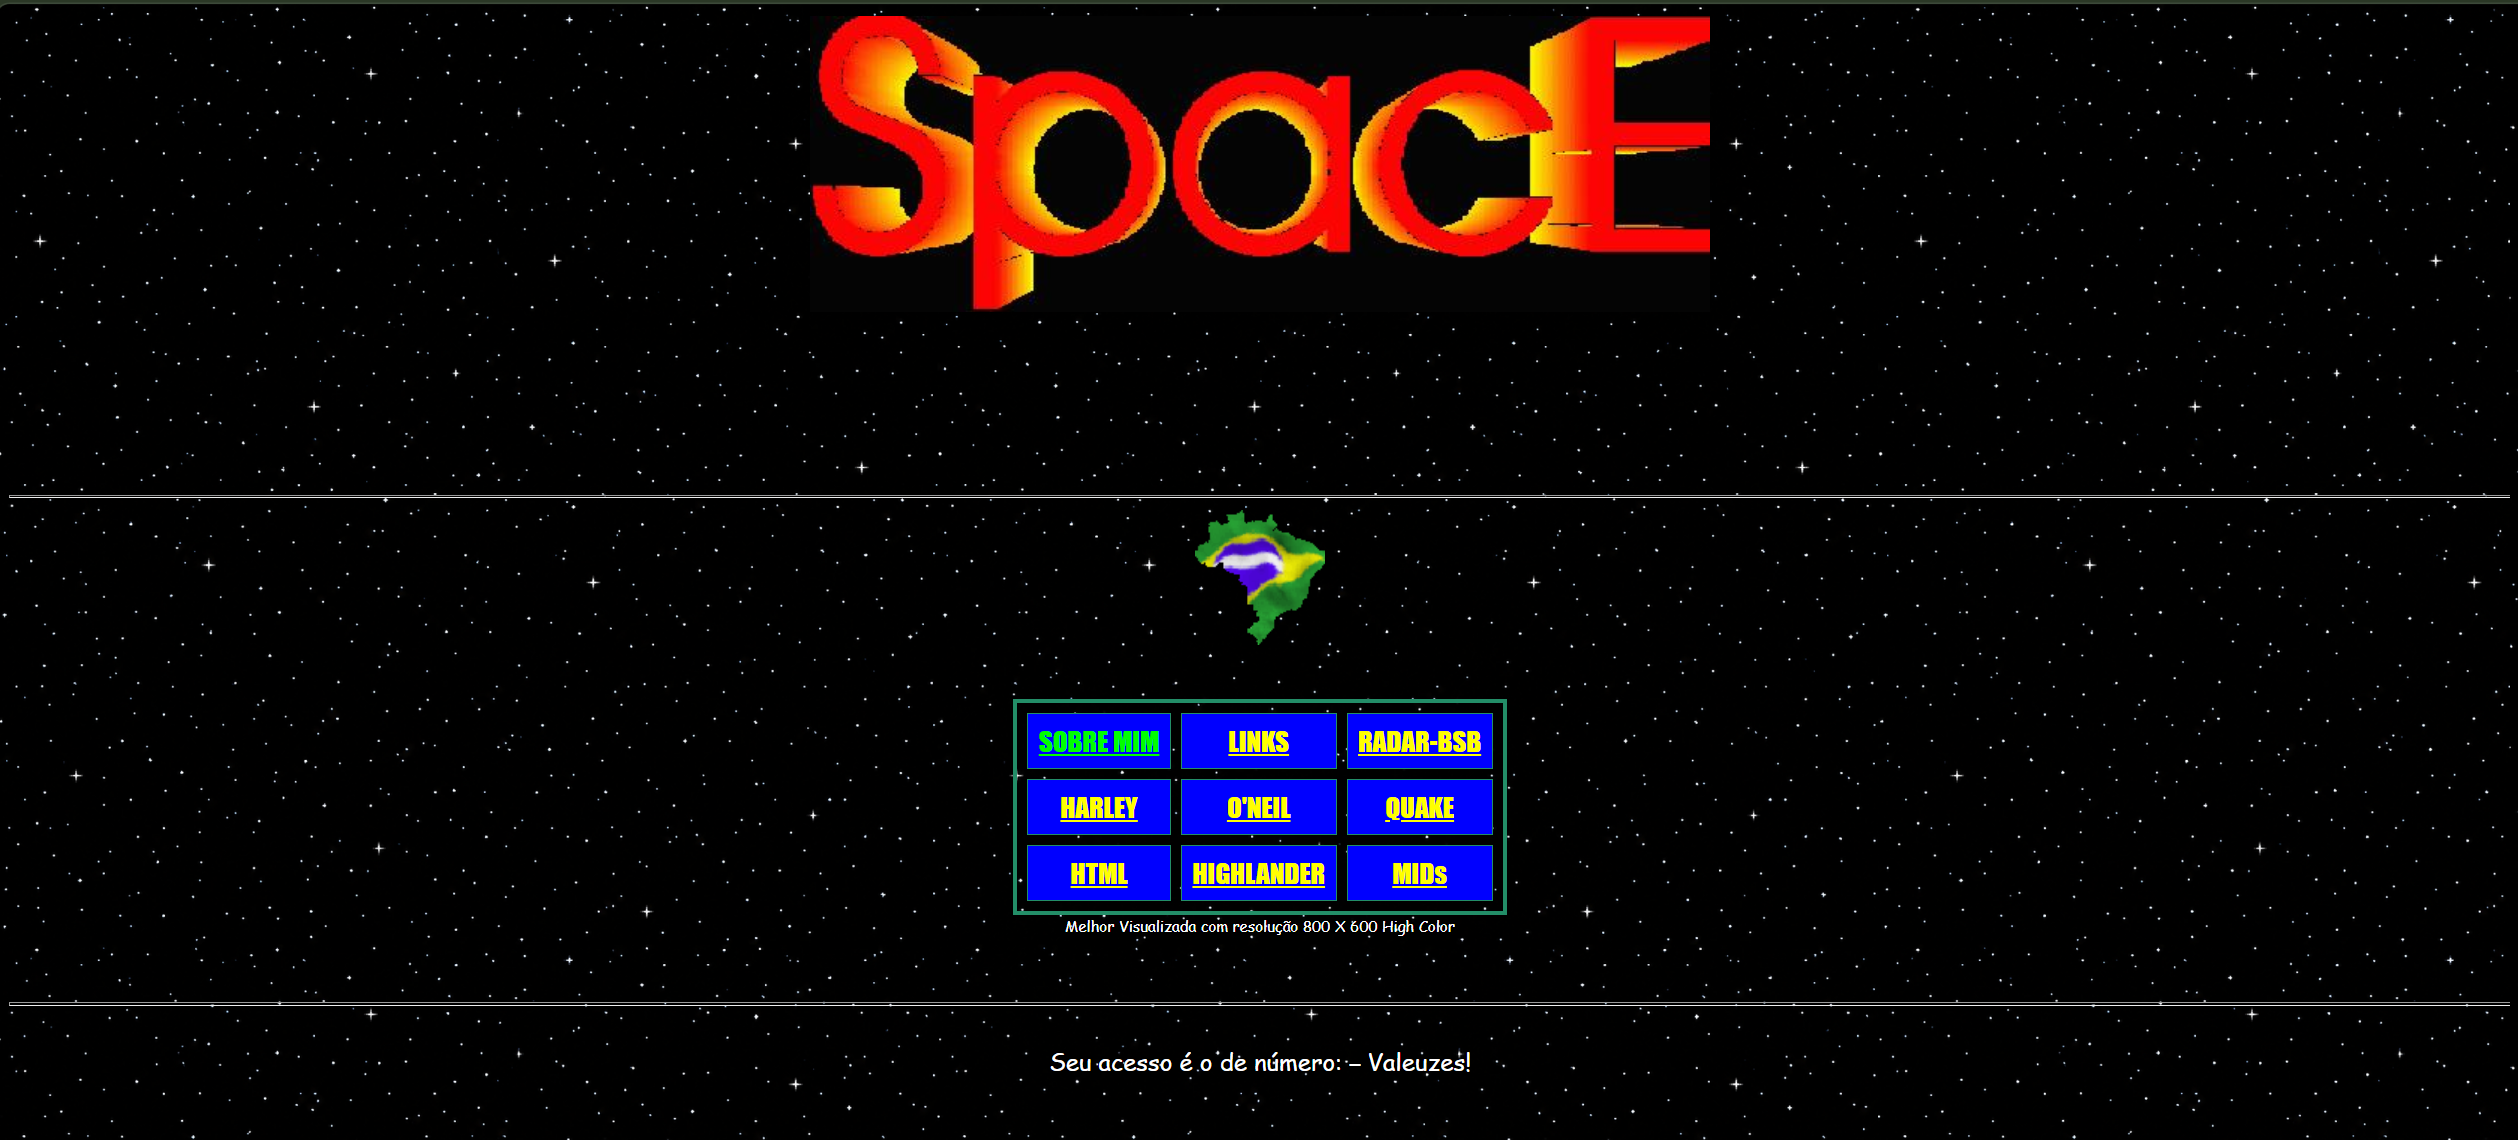 SpacE
SOBRE MIM LINKS RADAR-BSB
HARLEY O'NEIL QUAKE
HTML HIGHLANDER MIDs
Melhor Visualizada com resolução 800 X 600 High Color
Seu acesso é o de número: – Valeuzes!